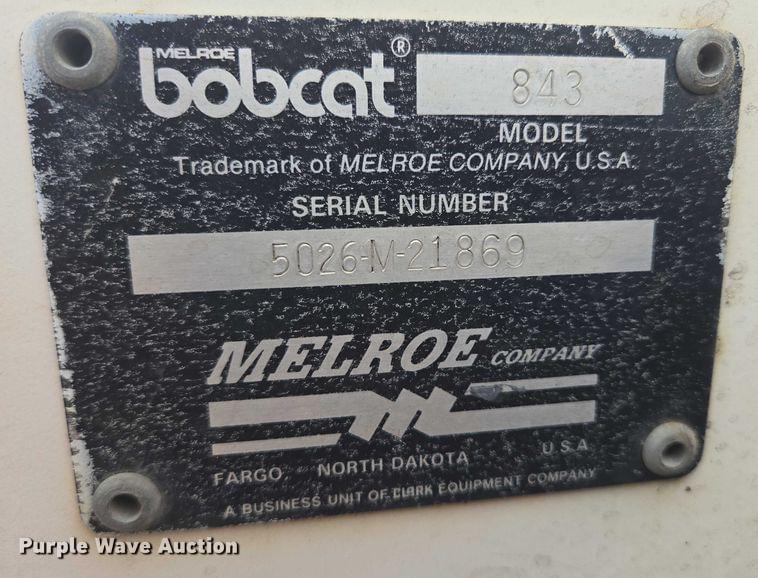 MELROE
bobcat®
843
MODEL
Trademark of MELROE COMPANY, U.S.A.
SERIAL NUMBER
5026-M-21869
MELROE COMPANY
FARGO, NORTH DAKOTA U.S.A.
A BUSINESS UNIT OF CLARK EQUIPMENT COMPANY
Purple Wave Auction